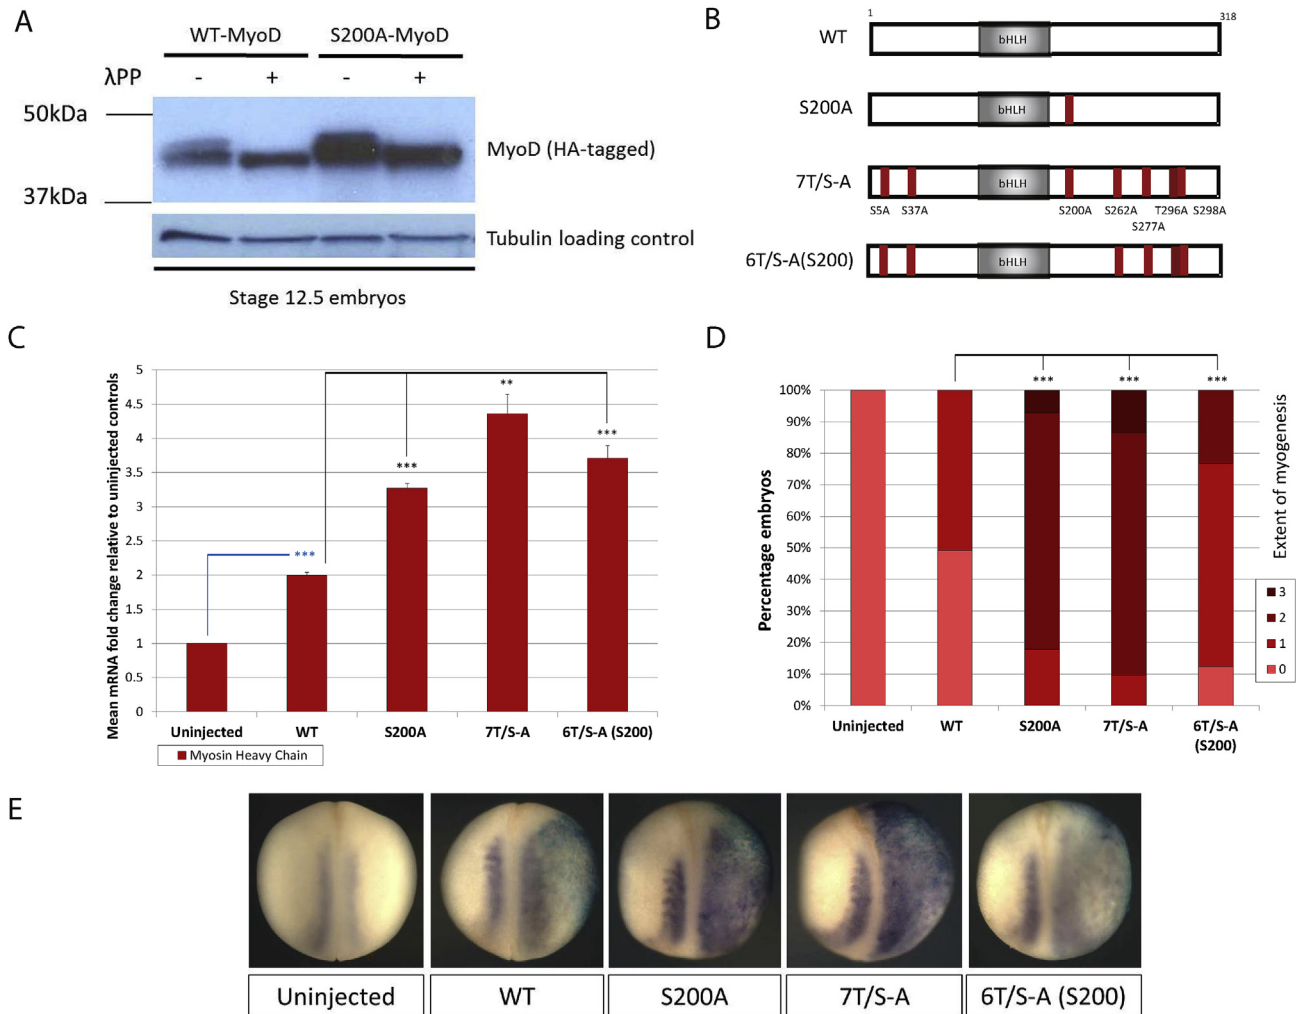 A
WT-MyoD S200A-MyoD
λPP - + - +
50kDa
MyoD (HA-tagged)
37kDa
Tubulin loading control
Stage 12.5 embryos
B
1 318
WT bHLH
S200A bHLH
7T/S-A bHLH
S5A S37A S200A S262A T296A S298A
S277A
6T/S-A(S200) bHLH
C
Mean mRNA fold change relative to uninjected controls
5
4.5
4
3.5
3
2.5
2
1.5
1
0.5
0
***
***
**
***
Uninjected WT S200A 7T/S-A 6T/S-A (S200)
Myosin Heavy Chain
D
Percentage embryos
100%
90%
80%
70%
60%
50%
40%
30%
20%
10%
0%
*** *** ***
Uninjected WT S200A 7T/S-A 6T/S-A
(S200)
Extent of myogenesis
3
2
1
0
E
Uninjected WT S200A 7T/S-A 6T/S-A (S200)